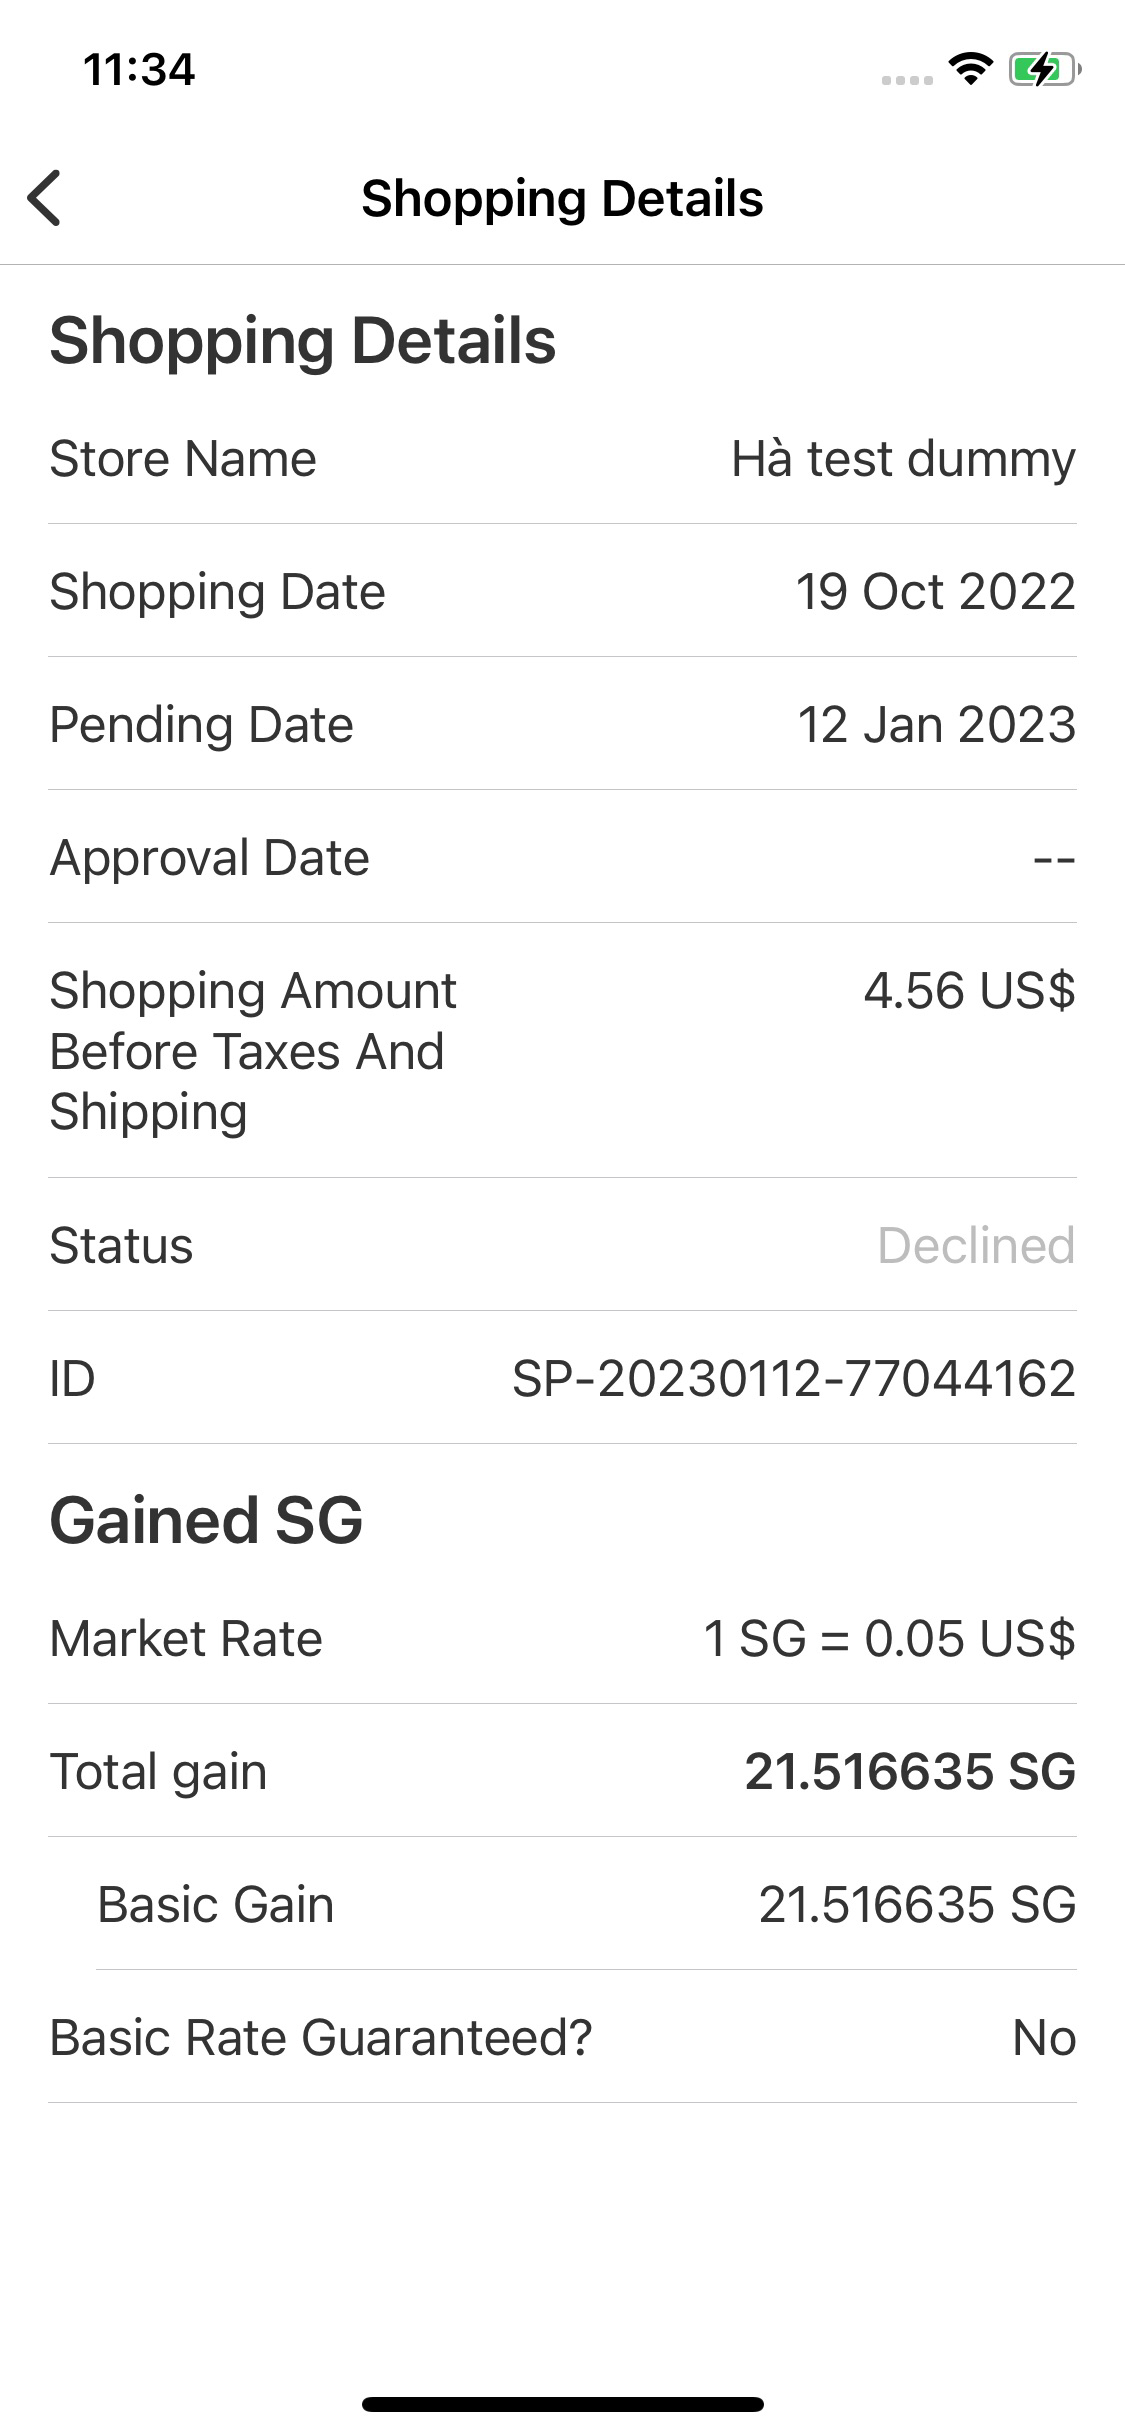 11:34
Shopping Details
Shopping Details
Store Name Hà test dummy
Shopping Date 19 Oct 2022
Pending Date 12 Jan 2023
Approval Date --
Shopping Amount 4.56 US$
Before Taxes And
Shipping
Status Declined
ID SP-20230112-77044162
Gained SG
Market Rate 1 SG = 0.05 US$
Total gain 21.516635 SG
Basic Gain 21.516635 SG
Basic Rate Guaranteed? No